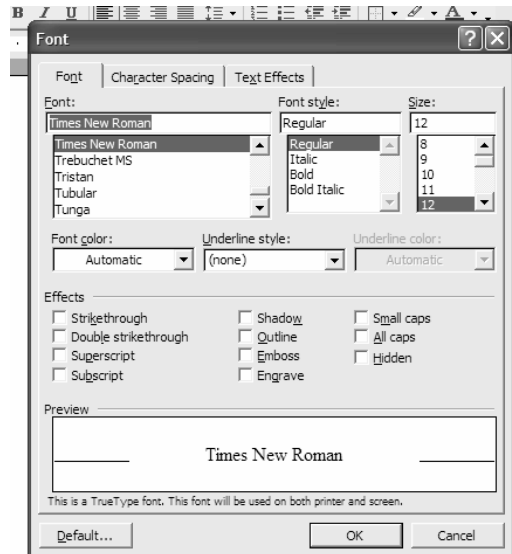 B I U A
Font ? X
Font Character Spacing Text Effects
Font: Font style: Size:
Times New Roman Regular 12
Times New Roman Regular 8
Trebuchet MS Italic 9
Tristan Bold 10
Tubular Bold Italic 11
Tunga 12
Font color: Underline style: Underline color:
Automatic (none) Automatic
Effects
Strikethrough Shadow Small caps
Double strikethrough Outline All caps
Superscript Emboss Hidden
Subscript Engrave
Preview
Times New Roman
This is a TrueType font. This font will be used on both printer and screen.
Default... OK Cancel